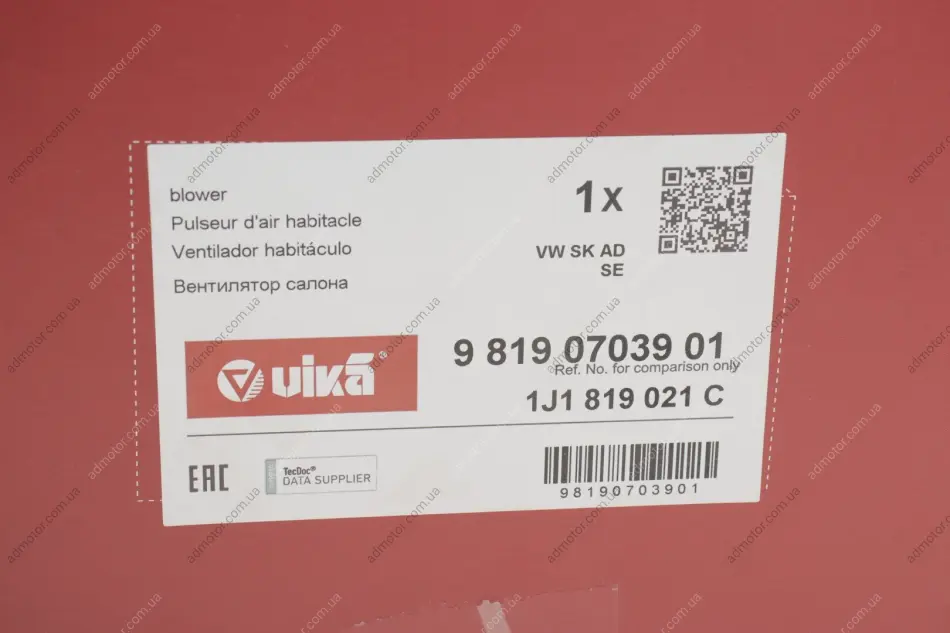 blower
Pulseur d'air habitacle
Ventilador habitáculo
Вентилятор салона
1x
VW SK AD
SE
vika®
9 819 07039 01
Ref. No. for comparison only
1J1 819 021 C
EAC
TecDoc®
DATA SUPPLIER
98190703901
admotor.com.ua